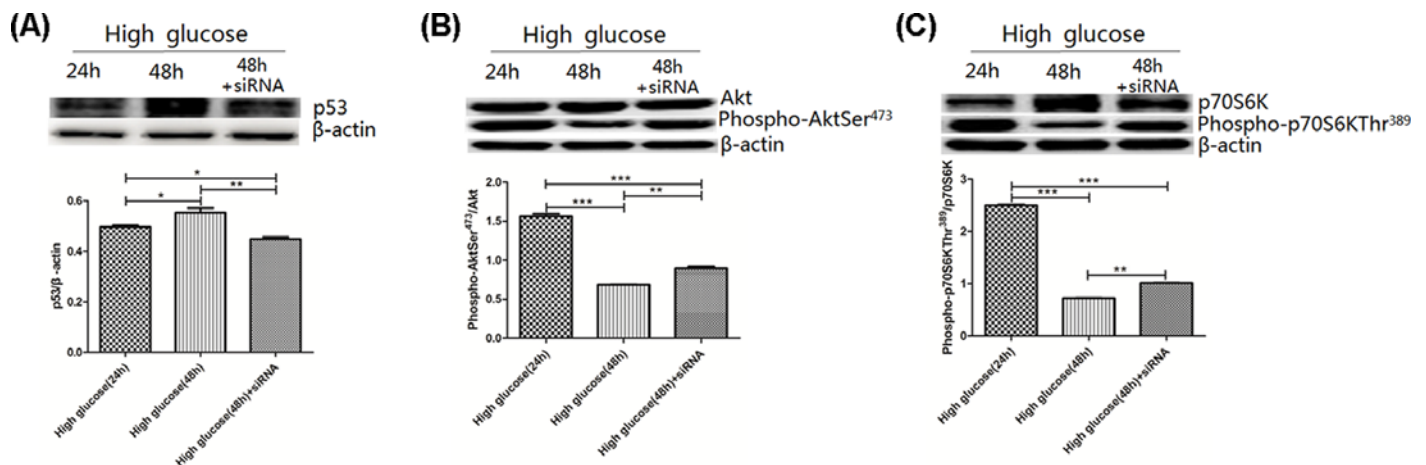 (A)
High glucose
24h 48h 48h
+siRNA
p53
β-actin
p53/β-actin
0.6
0.4
0.2
0.0
*
*
**
High glucose(24h)
High glucose(48h)
High glucose(48h)+siRNA
(B)
High glucose
24h 48h 48h
+siRNA
Akt
Phospho-AktSer⁴⁷³
β-actin
Phospho-AktSer⁴⁷³/Akt
2.0
1.5
1.0
0.5
0.0
***
***
**
High glucose(24h)
High glucose(48h)
High glucose(48h)+siRNA
(C)
High glucose
24h 48h 48h
+siRNA
p70S6K
Phospho-p70S6KThr³⁸⁹
β-actin
Phospho-p70S6KThr³⁸⁹/p70S6K
3
2
1
0
***
***
**
High glucose(24h)
High glucose(48h)
High glucose(48h)+siRNA